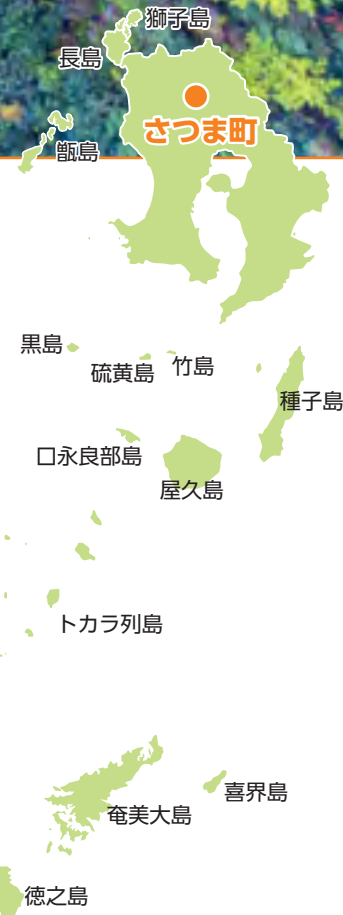 獅子島
長島
さつま町
甑島
黒島
硫黄島
竹島
種子島
口永良部島
屋久島
トカラ列島
喜界島
奄美大島
徳之島